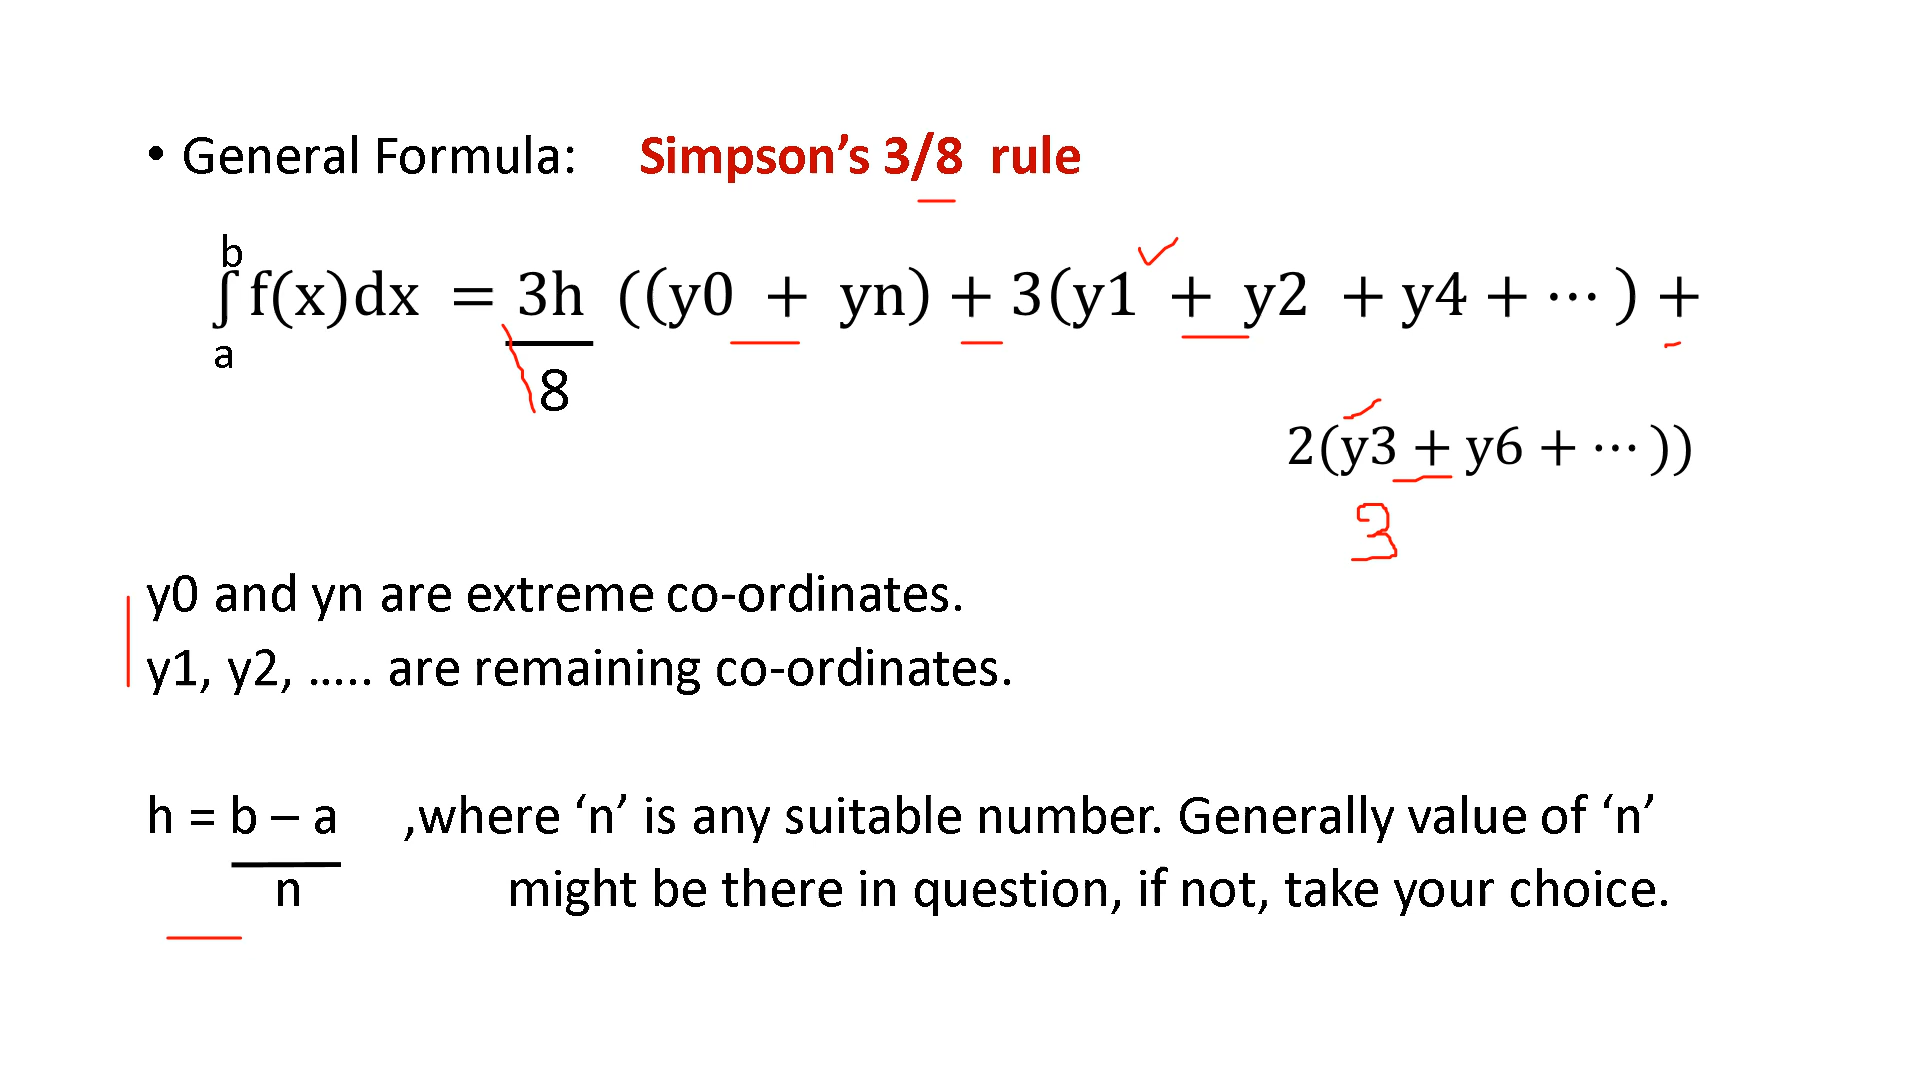 • General Formula: Simpson’s 3/8 rule
b
∫ f(x)dx = 3h ((y0 + yn) + 3(y1 + y2 + y4 + ⋯ ) +
a
8
2(y3 + y6 + ⋯ ))
3
y0 and yn are extreme co-ordinates.
y1, y2, ….. are remaining co-ordinates.
h = b – a ,where ‘n’ is any suitable number. Generally value of ‘n’
n might be there in question, if not, take your choice.